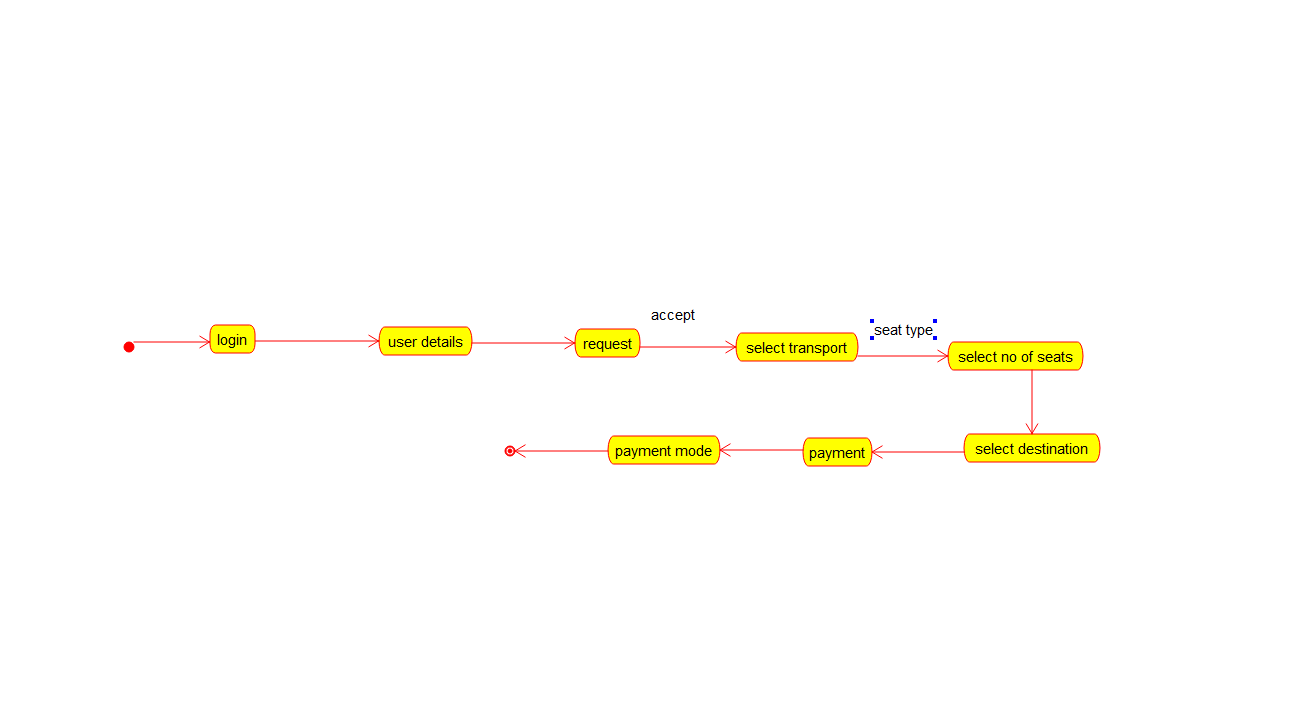 accept
seat type
login
user details
request
select transport
select no of seats
payment mode
payment
select destination